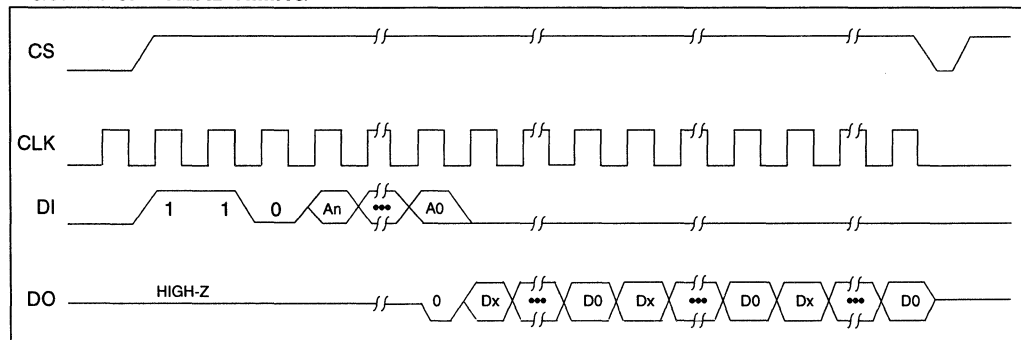 CS
CLK
DI 1 1 0 An ••• A0
DO HIGH-Z 0 Dx ••• D0 Dx ••• D0 Dx ••• D0